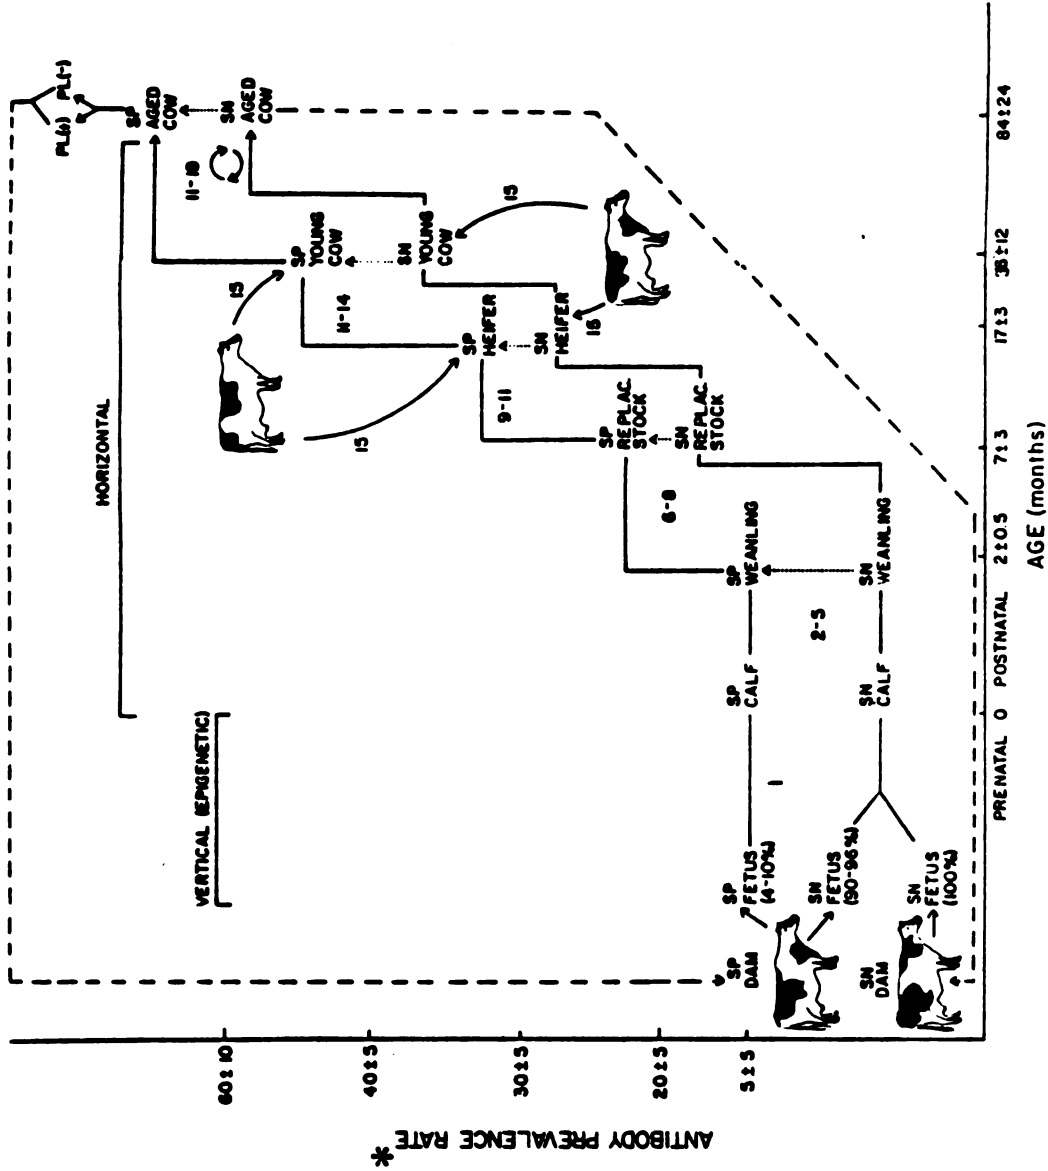 HORIZONTAL
VERTICAL (EPIGENETIC)
PL(-)
SP
AGED
COW
SN
AGED
COW
11-18
SP
YOUNG
COW
SN
YOUNG
COW
15
15
11-14
15
16
SP
HEIFER
SN
HEIFER
9-11
SP
REPLAC.
STOCK
SN
REPLAC.
STOCK
6-8
SP
WEANLING
SN
WEANLING
2-5
SP
CALF
SN
CALF
1
SP
FETUS
(4-10%)
SN
FETUS
(90-96%)
SN
FETUS
(100%)
SP
DAM
SN
DAM
60±10
40±5
30±5
20±5
5±5
ANTIBODY PREVALENCE RATE *
PRENATAL 0 POSTNATAL 2±0.5 7±3 17±3 36±12 84±24
AGE (months)